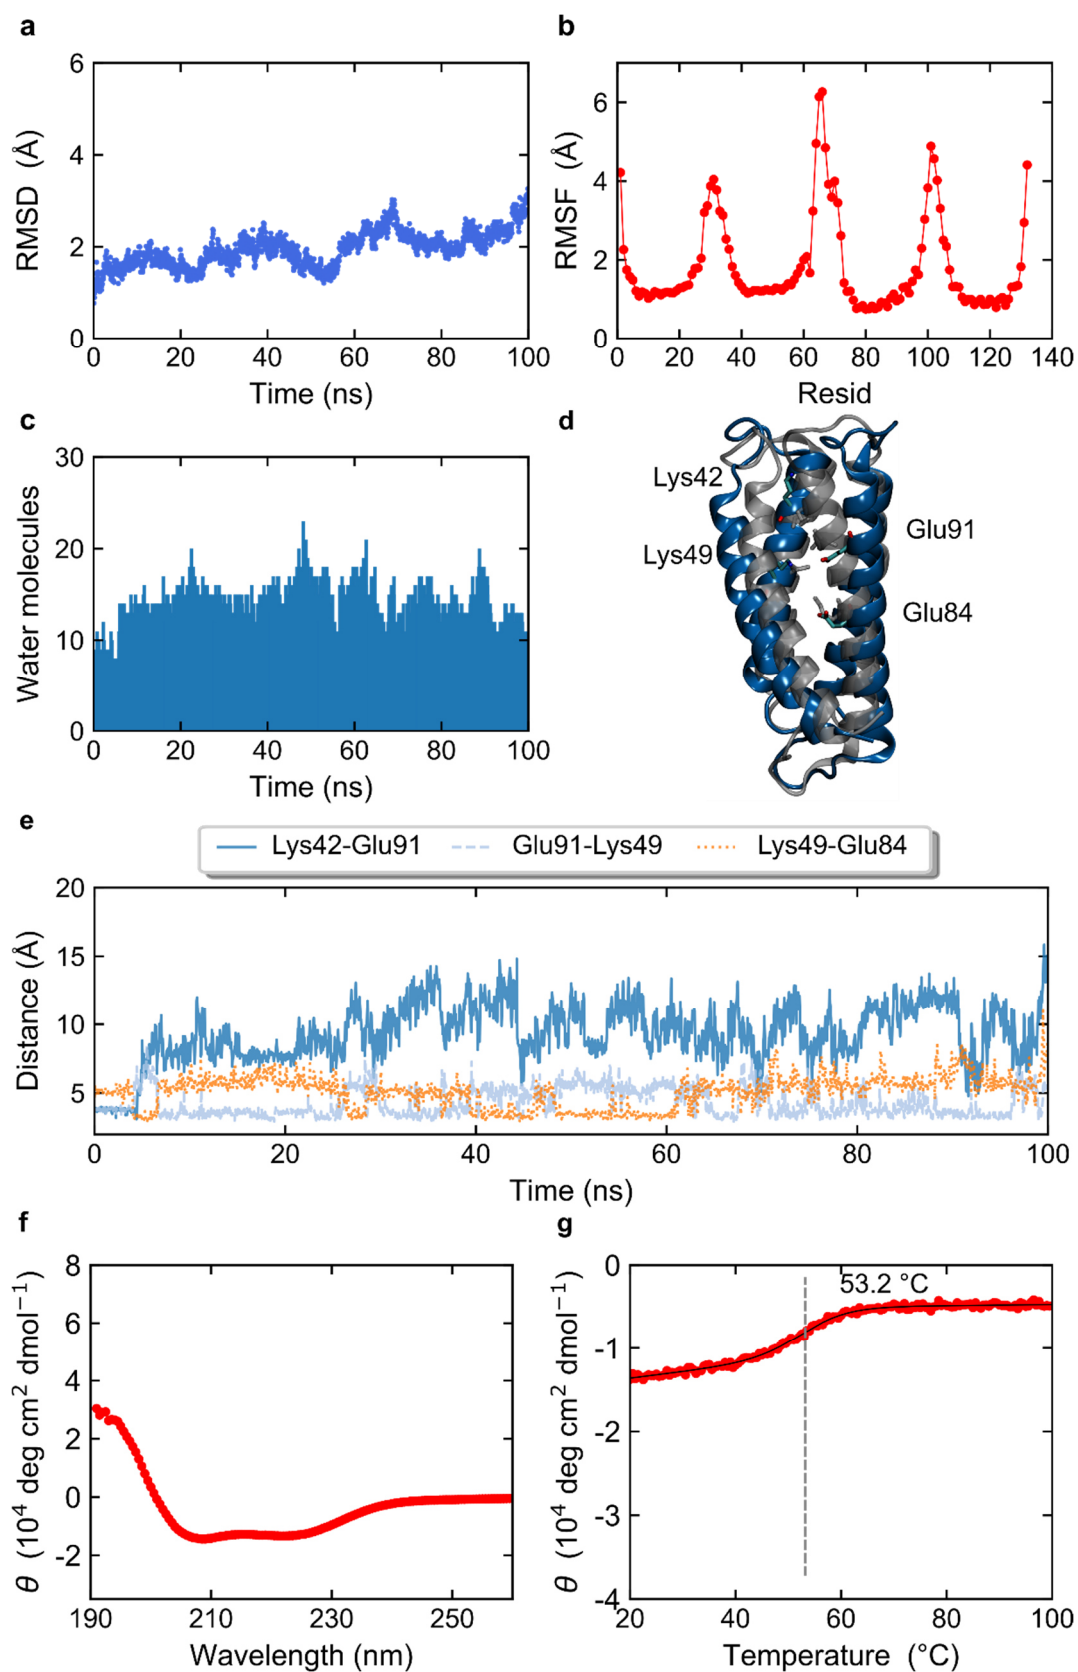 a
6
4
2
0
RMSD (Å)
0 20 40 60 80 100
Time (ns)
b
6
4
2
0
RMSF (Å)
0 20 40 60 80 100 120 140
Resid
c
30
20
10
0
Water molecules
0 20 40 60 80 100
Time (ns)
d
Lys42
Glu91
Lys49
Glu84
e
Lys42-Glu91 Glu91-Lys49 Lys49-Glu84
20
15
10
5
Distance (Å)
0 20 40 60 80 100
Time (ns)
f
8
6
4
2
0
-2
θ (10⁴ deg cm² dmol⁻¹)
190 210 230 250
Wavelength (nm)
g
0
53.2 °C
-1
-2
-3
-4
θ (10⁴ deg cm² dmol⁻¹)
20 40 60 80 100
Temperature (°C)